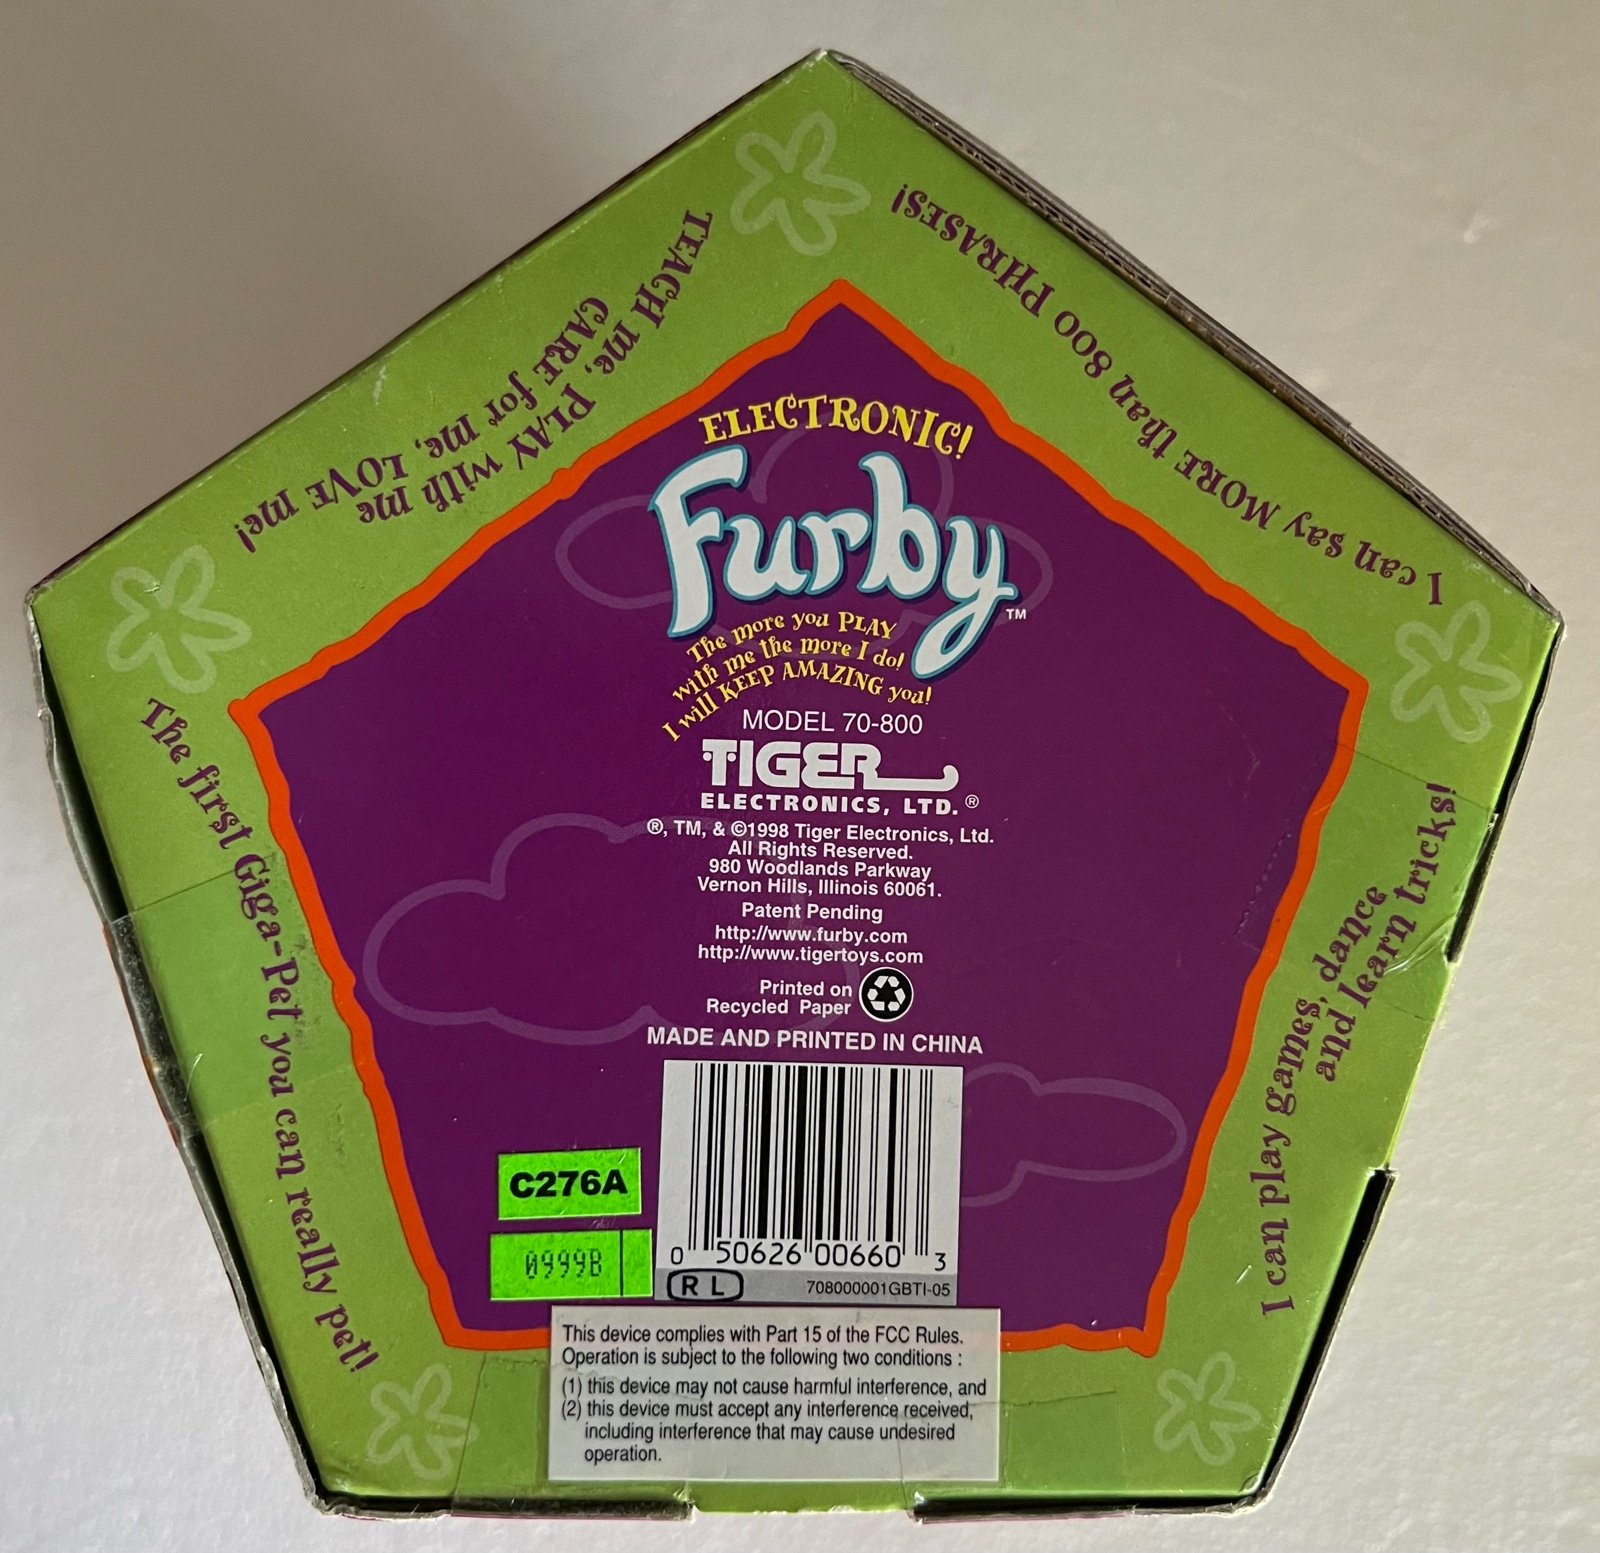 TEACH me, PLAY with me
CARE for me, LOVE me!
I can say MORE than 800 PHRASES!
ELECTRONIC!
Furby™
The more you PLAY
with me the more I do!
I will KEEP AMAZING you!
MODEL 70-800
TIGER
ELECTRONICS, LTD.®
®, TM, & ©1998 Tiger Electronics, Ltd.
All Rights Reserved.
980 Woodlands Parkway
Vernon Hills, Illinois 60061.
Patent Pending
http://www.furby.com
http://www.tigertoys.com
Printed on
Recycled Paper
MADE AND PRINTED IN CHINA
The first Giga-Pet you can really pet!
I can play games, dance
and learn tricks!
C276A
0999B
0 50626 00660 3
RL
708000001GBTI-05
This device complies with Part 15 of the FCC Rules.
Operation is subject to the following two conditions :
(1) this device may not cause harmful interference, and
(2) this device must accept any interference received,
including interference that may cause undesired
operation.